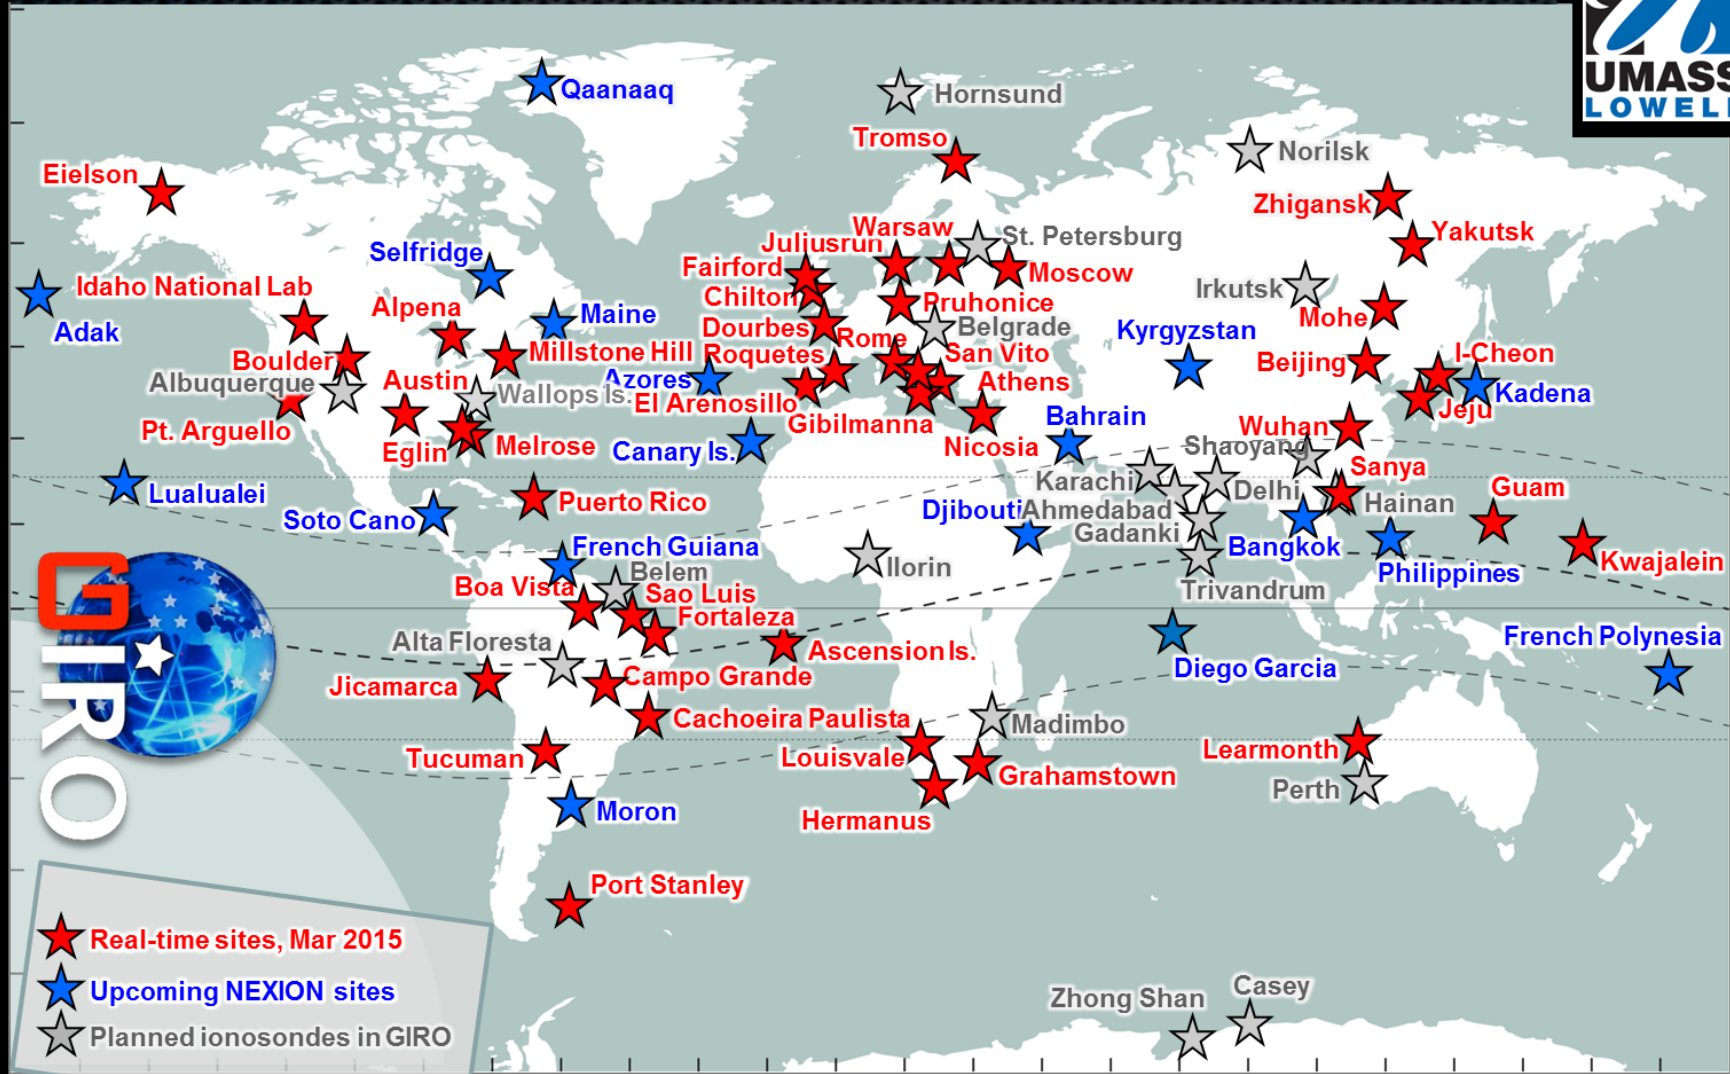 UMASS
LOWELL
Qaanaaq
Hornsund
Tromso
Norilsk
Eielson
Zhigansk
Yakutsk
Warsaw
Juliusrun
St. Petersburg
Selfridge
Fairford
Moscow
Idaho National Lab
Chilton
Irkutsk
Adak
Alpena
Maine
Pruhonice
Mohe
Dourbes
Rome
Belgrade
Kyrgyzstan
Boulder
Millstone Hill
Roquetes
San Vito
Beijing
I-Cheon
Albuquerque
Austin
Wallops Is.
Azores
Athens
Kadena
El Arenosillo
Jeju
Pt. Arguello
Gibilmanna
Bahrain
Wuhan
Eglin
Melrose
Canary Is.
Nicosia
Shaoyang
Sanya
Karachi
Delhi
Guam
Lualualei
Puerto Rico
Hainan
Soto Cano
Djibouti
Ahmedabad
Gadanki
French Guiana
Bangkok
Kwajalein
Ilorin
Belem
Philippines
Boa Vista
Sao Luis
Trivandrum
Fortaleza
Alta Floresta
French Polynesia
Ascension Is.
Diego Garcia
Jicamarca
Campo Grande
Cachoeira Paulista
Madimbo
Tucuman
Louisvale
Learmonth
Grahamstown
Perth
Moron
Hermanus
GIRO
Port Stanley
Real-time sites, Mar 2015
Upcoming NEXION sites
Planned ionosondes in GIRO
Zhong Shan
Casey